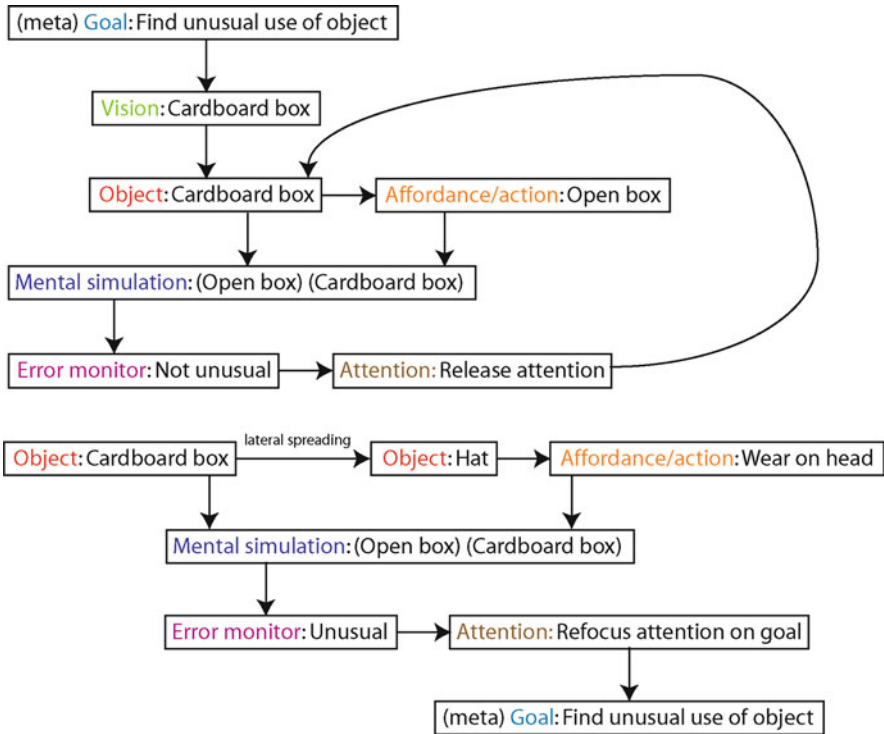 (meta) Goal: Find unusual use of object
Vision: Cardboard box
Object: Cardboard box
Affordance/action: Open box
Mental simulation: (Open box) (Cardboard box)
Error monitor: Not unusual
Attention: Release attention
Object: Cardboard box
lateral spreading
Object: Hat
Affordance/action: Wear on head
Mental simulation: (Open box) (Cardboard box)
Error monitor: Unusual
Attention: Refocus attention on goal
(meta) Goal: Find unusual use of object